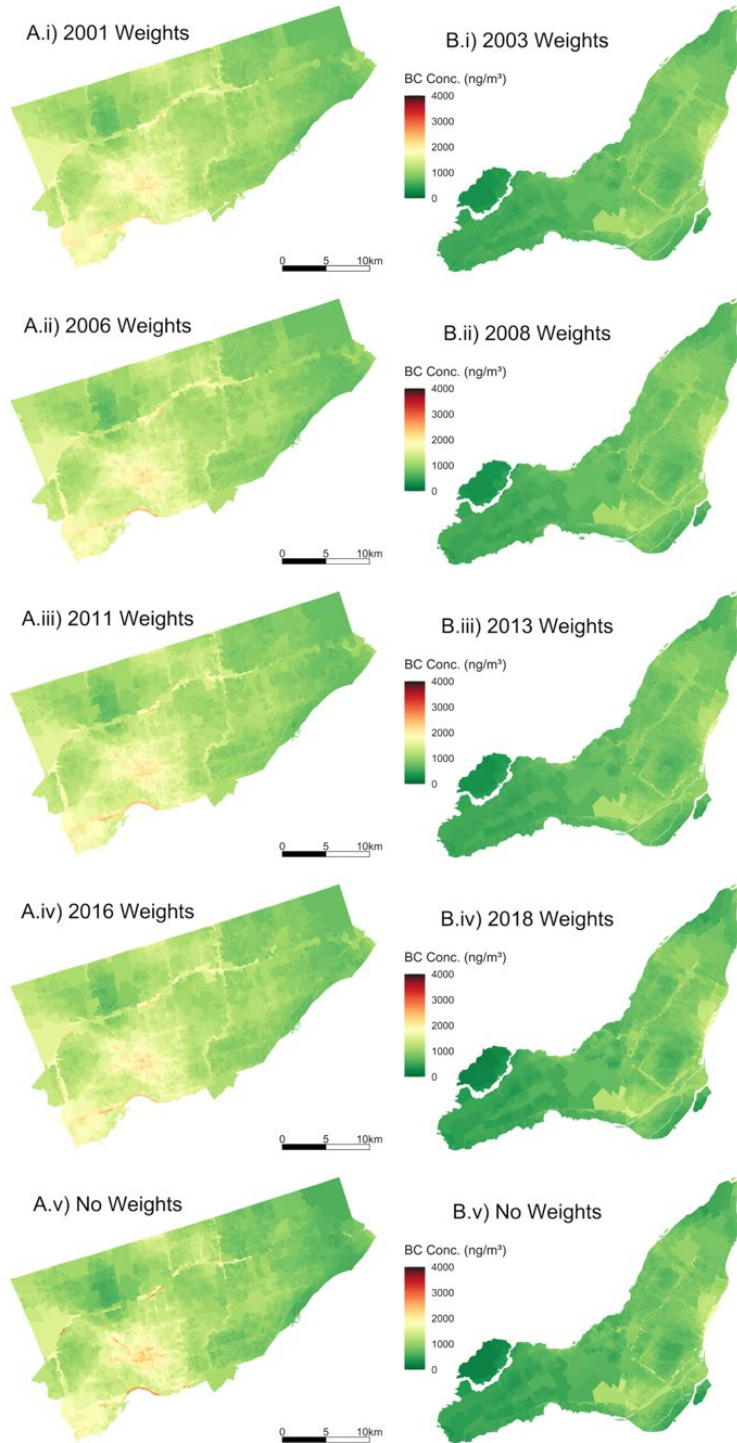 A.i) 2001 Weights
B.i) 2003 Weights
BC Conc. (ng/m³)
4000
3000
2000
1000
0
0 5 10km
A.ii) 2006 Weights
B.ii) 2008 Weights
BC Conc. (ng/m³)
4000
3000
2000
1000
0
0 5 10km
A.iii) 2011 Weights
B.iii) 2013 Weights
BC Conc. (ng/m³)
4000
3000
2000
1000
0
0 5 10km
A.iv) 2016 Weights
B.iv) 2018 Weights
BC Conc. (ng/m³)
4000
3000
2000
1000
0
0 5 10km
A.v) No Weights
B.v) No Weights
BC Conc. (ng/m³)
4000
3000
2000
1000
0
0 5 10km